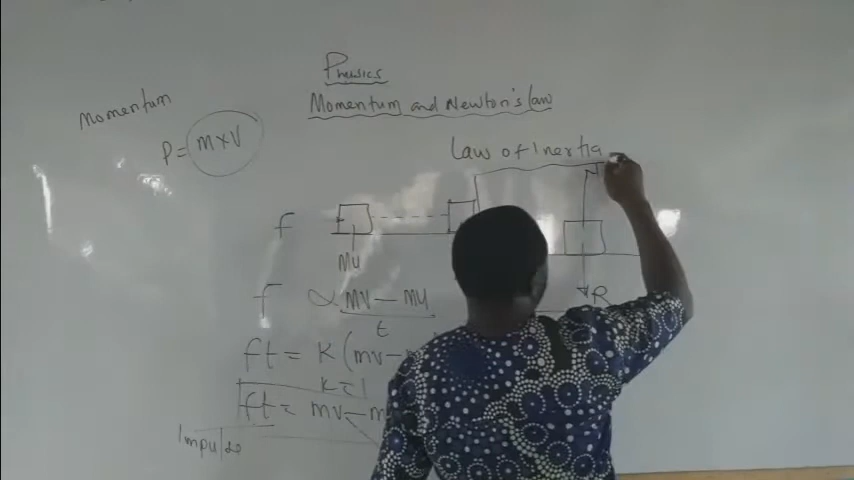 Physics
Momentum and Newton's law
Momentum
P = m x v
Law of Inertia
f
mu
f ∝ mv — mu
t
ft = K (mv -
K = 1
ft = mv — m
Impulse
R